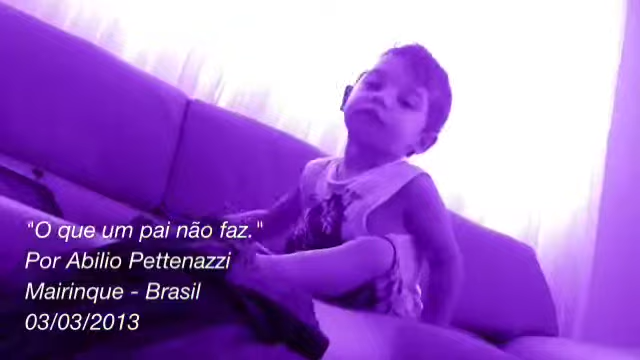 "O que um pai não faz."
Por Abilio Pettenazzi
Mairinque - Brasil
03/03/2013